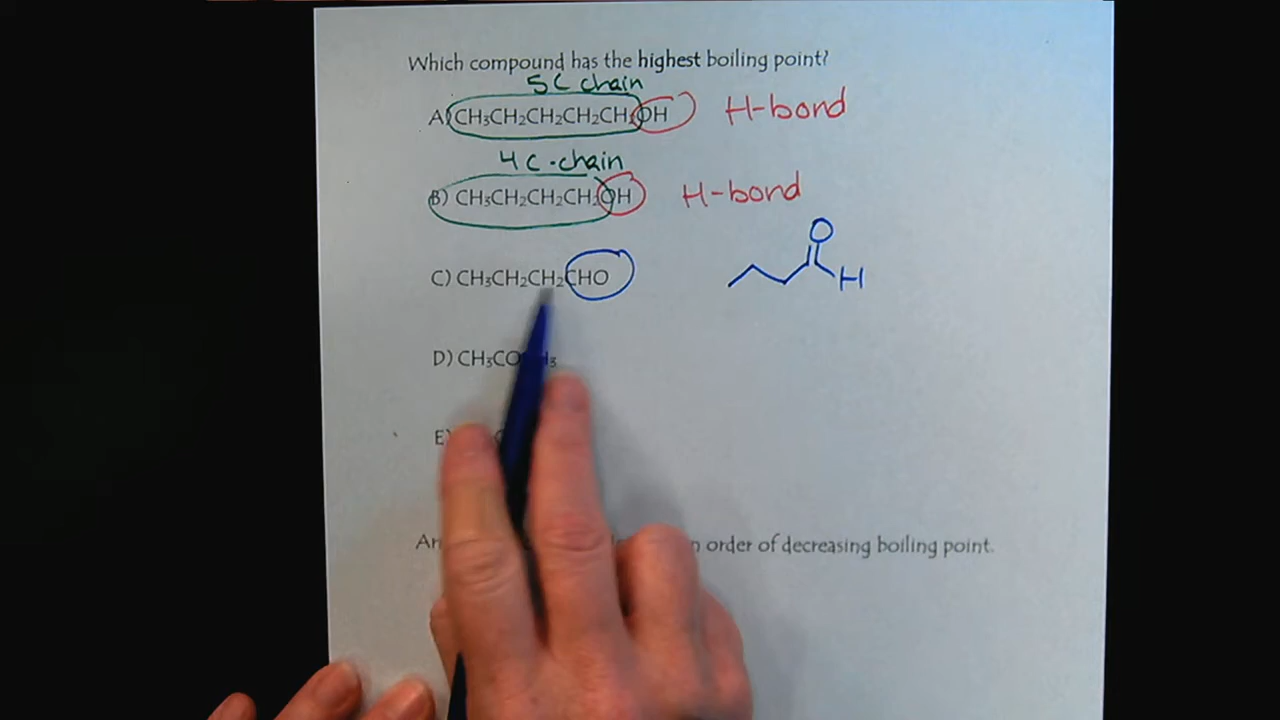 Which compound has the highest boiling point?
5C chain
A) CH₃CH₂CH₂CH₂CH₂OH H-bond
4C-chain
B) CH₃CH₂CH₂CH₂OH H-bond
O
C) CH₃CH₂CH₂CH₂CHO H
D) CH₃CO
E)
order of decreasing boiling point.